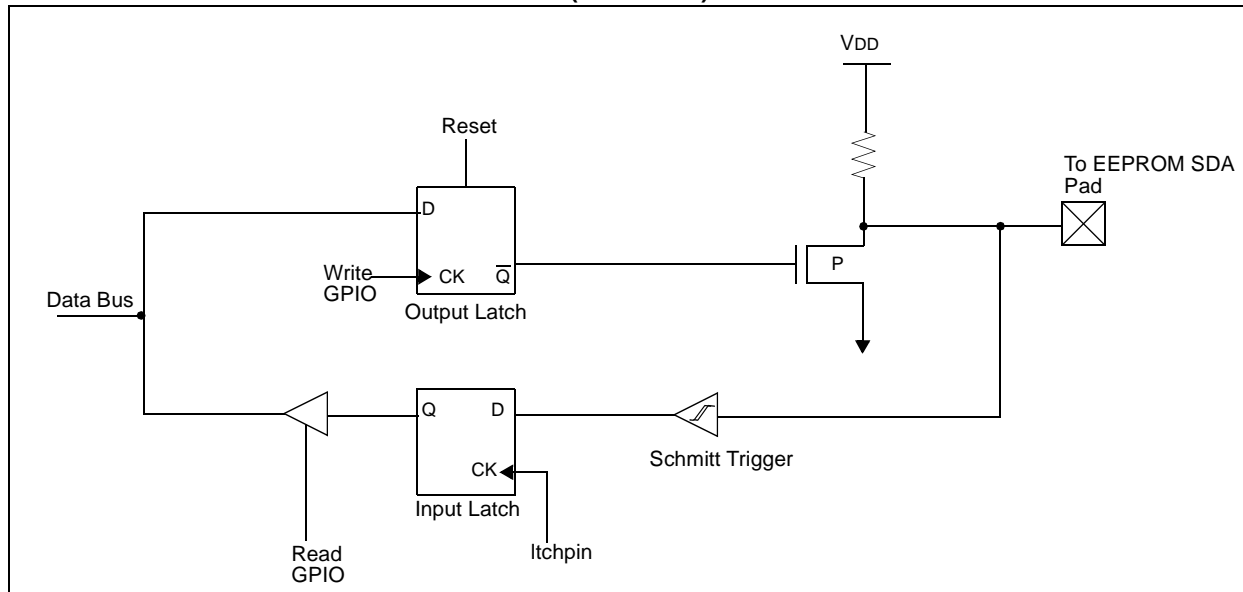 VDD
Reset
To EEPROM SDA
Pad
D
P
Write
GPIO
CK
Q
Data Bus
Output Latch
Q
D
Schmitt Trigger
CK
Input Latch
Read
GPIO
ltchpin